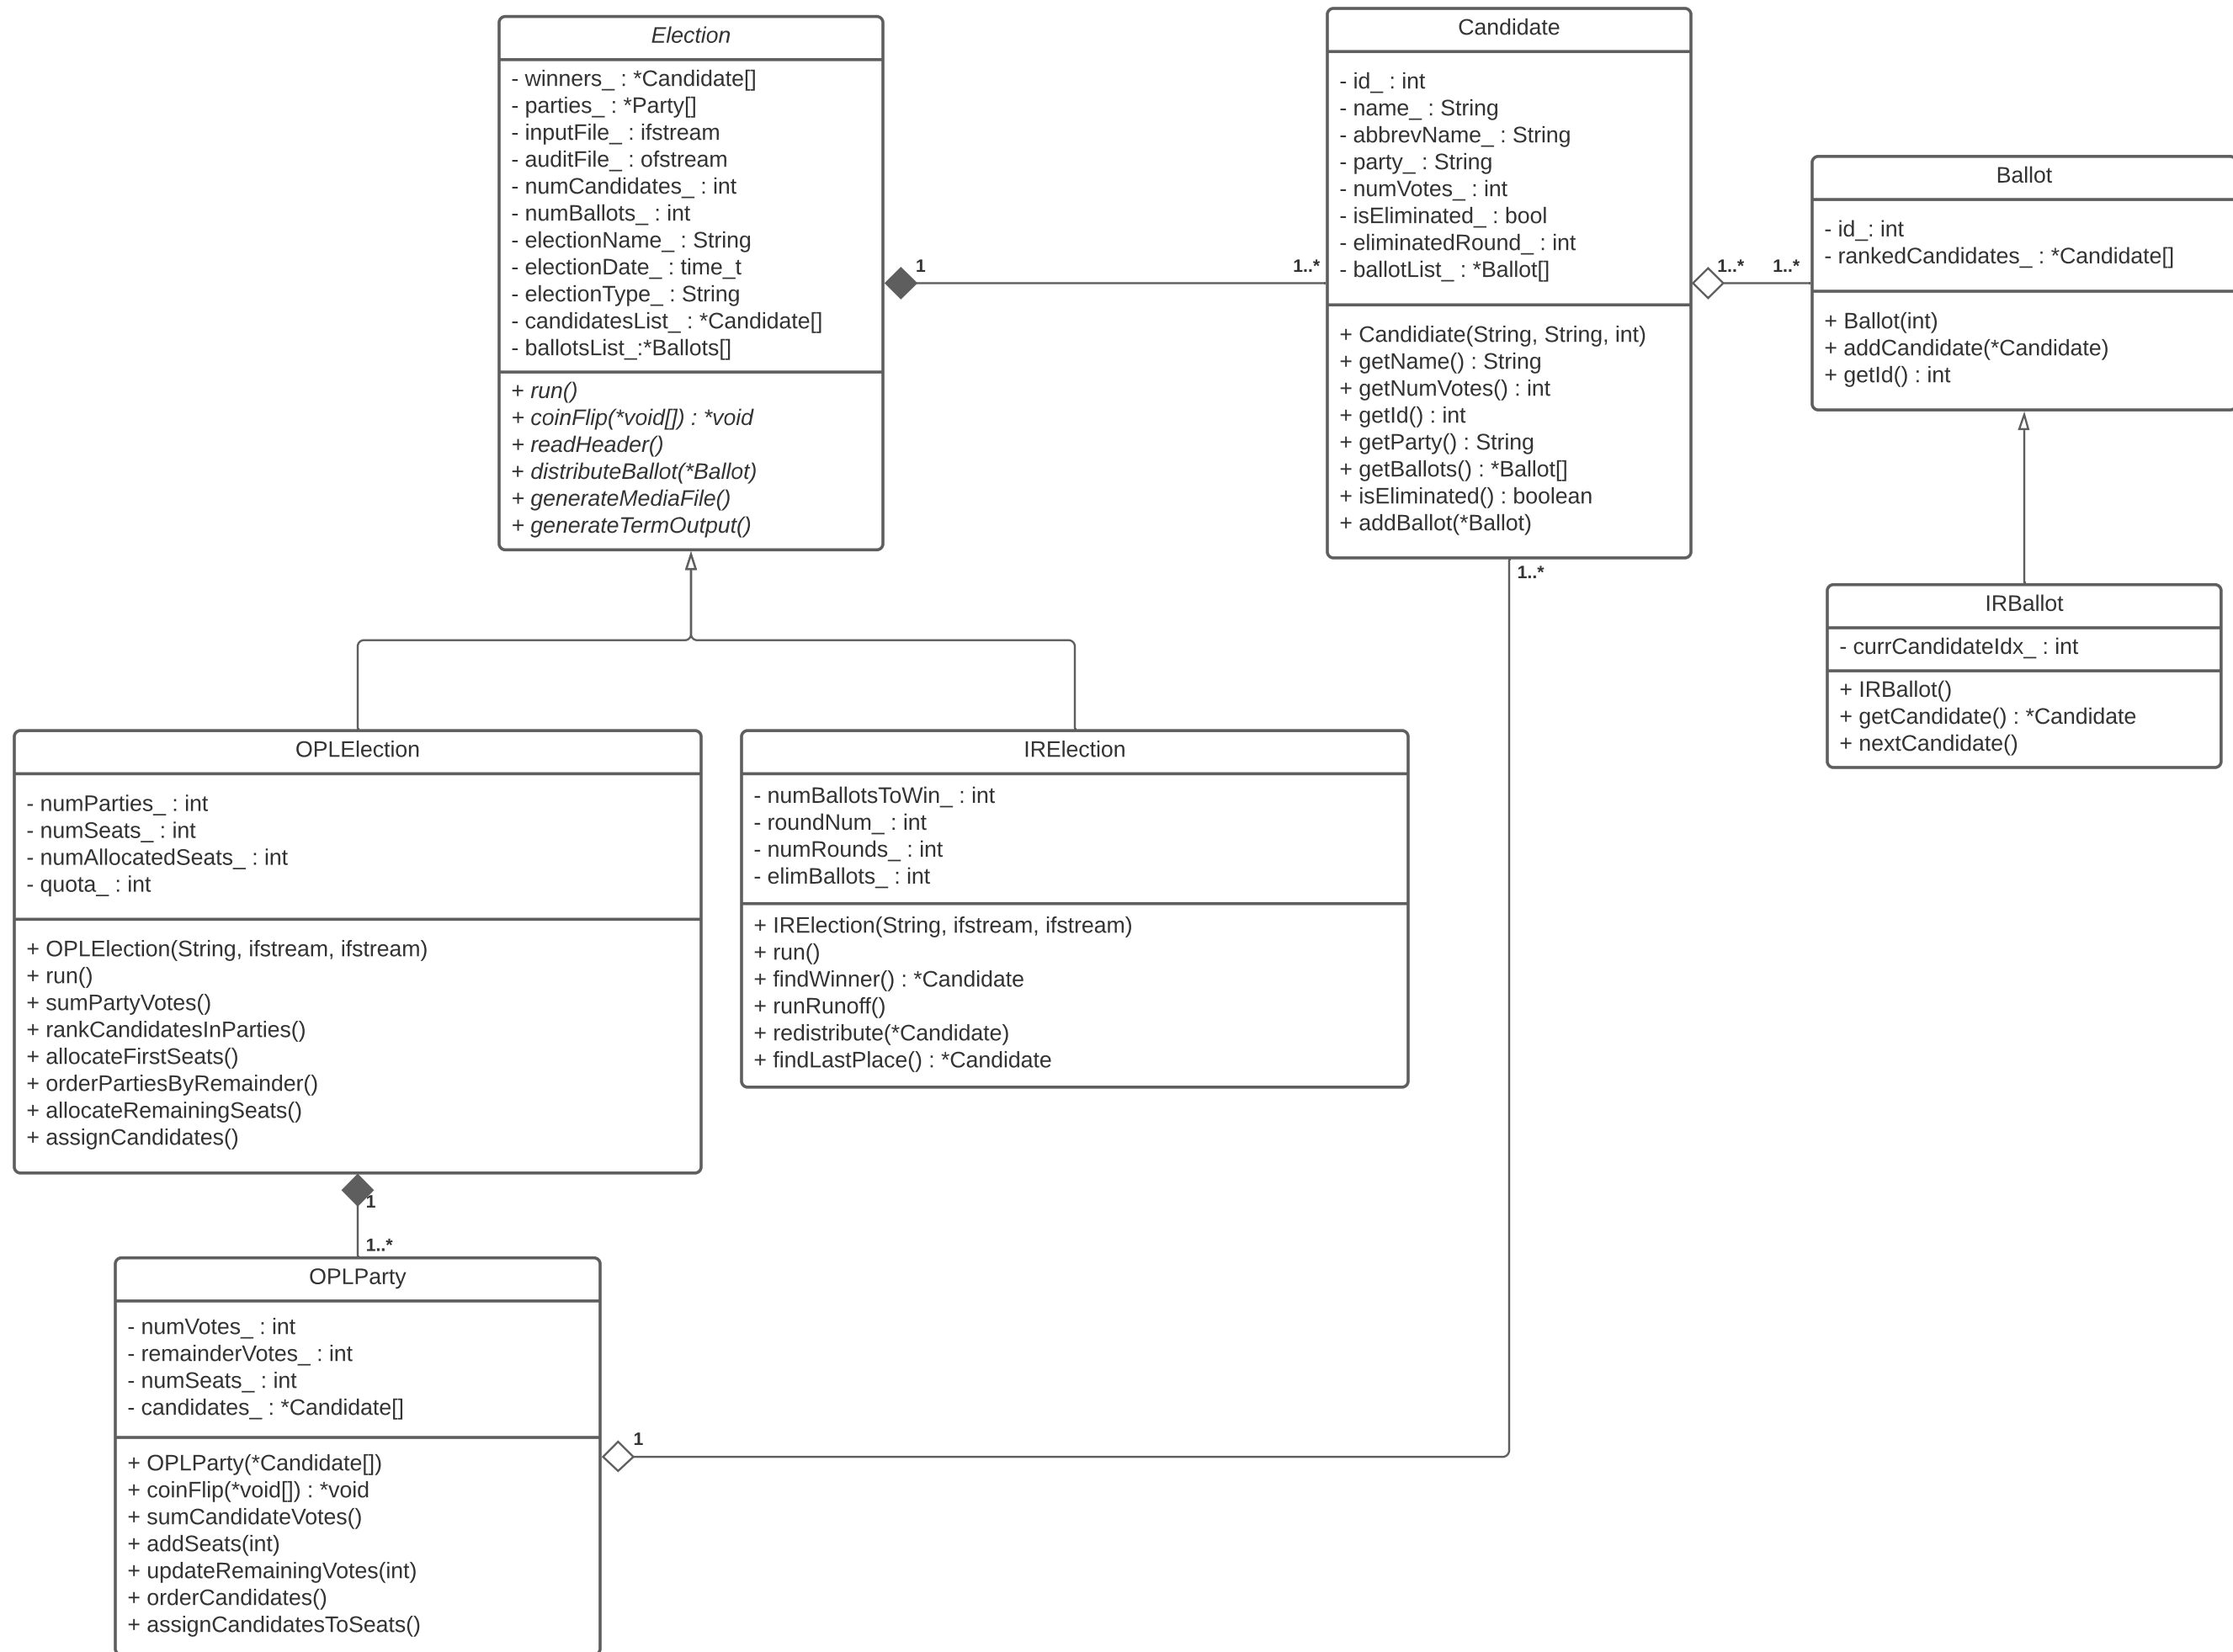 Election
- winners_ : *Candidate[]
- parties_ : *Party[]
- inputFile_ : ifstream
- auditFile_ : ofstream
- numCandidates_ : int
- numBallots_ : int
- electionName_ : String
- electionDate_ : time_t
- electionType_ : String
- candidatesList_ : *Candidate[]
- ballotsList_:*Ballots[]
+ run()
+ coinFlip(*void[]) : *void
+ readHeader()
+ distributeBallot(*Ballot)
+ generateMediaFile()
+ generateTermOutput()
1
1..*
Candidate
- id_ : int
- name_ : String
- abbrevName_ : String
- party_ : String
- numVotes_ : int
- isEliminated_ : bool
- eliminatedRound_ : int
- ballotList_ : *Ballot[]
+ Candidiate(String, String, int)
+ getName() : String
+ getNumVotes() : int
+ getId() : int
+ getParty() : String
+ getBallots() : *Ballot[]
+ isEliminated() : boolean
+ addBallot(*Ballot)
1..*
1..*
1..*
Ballot
- id_: int
- rankedCandidates_ : *Candidate[]
+ Ballot(int)
+ addCandidate(*Candidate)
+ getId() : int
IRBallot
- currCandidateIdx_ : int
+ IRBallot()
+ getCandidate() : *Candidate
+ nextCandidate()
OPLElection
- numParties_ : int
- numSeats_ : int
- numAllocatedSeats_ : int
- quota_ : int
+ OPLElection(String, ifstream, ifstream)
+ run()
+ sumPartyVotes()
+ rankCandidatesInParties()
+ allocateFirstSeats()
+ orderPartiesByRemainder()
+ allocateRemainingSeats()
+ assignCandidates()
IRElection
- numBallotsToWin_ : int
- roundNum_ : int
- numRounds_ : int
- elimBallots_ : int
+ IRElection(String, ifstream, ifstream)
+ run()
+ findWinner() : *Candidate
+ runRunoff()
+ redistribute(*Candidate)
+ findLastPlace() : *Candidate
1
1..*
OPLParty
- numVotes_ : int
- remainderVotes_ : int
- numSeats_ : int
- candidates_ : *Candidate[]
+ OPLParty(*Candidate[])
+ coinFlip(*void[]) : *void
+ sumCandidateVotes()
+ addSeats(int)
+ updateRemainingVotes(int)
+ orderCandidates()
+ assignCandidatesToSeats()
1